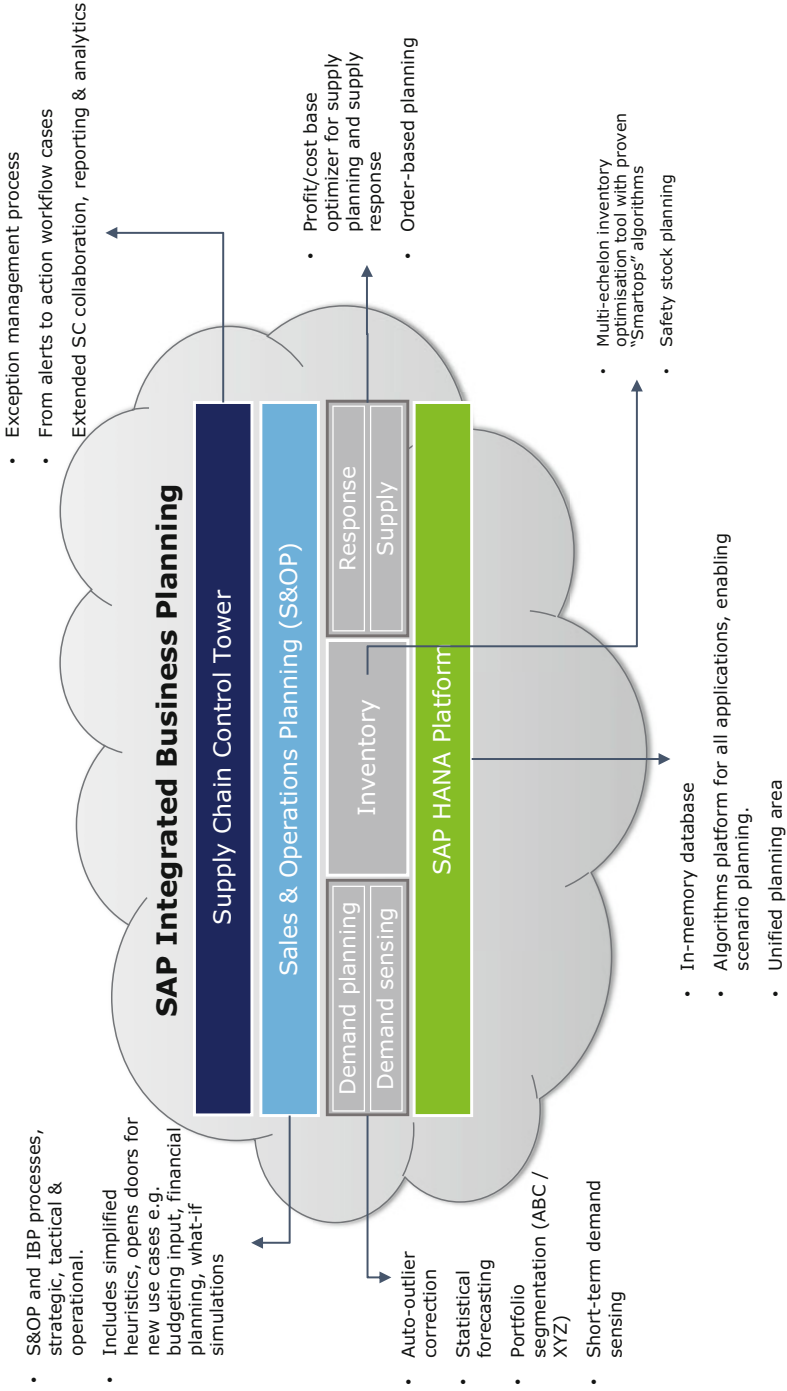 • S&OP and IBP processes,
strategic, tactical &
operational.
• Includes simplified
heuristics, opens doors for
new use cases e.g.
budgeting input, financial
planning, what-if
simulations
• Exception management process
• From alerts to action workflow cases
Extended SC collaboration, reporting & analytics
SAP Integrated Business Planning
Supply Chain Control Tower
Sales & Operations Planning (S&OP)
Demand planning
Demand sensing
Inventory
Response
Supply
SAP HANA Platform
• Auto-outlier
correction
• Statistical
forecasting
• Portfolio
segmentation (ABC /
XYZ)
• Short-term demand
sensing
• Profit/cost base
optimizer for supply
planning and supply
response
• Order-based planning
• Multi-echelon inventory
optimisation tool with proven
“Smartops” algorithms
• Safety stock planning
• In-memory database
• Algorithms platform for all applications, enabling
scenario planning.
• Unified planning area